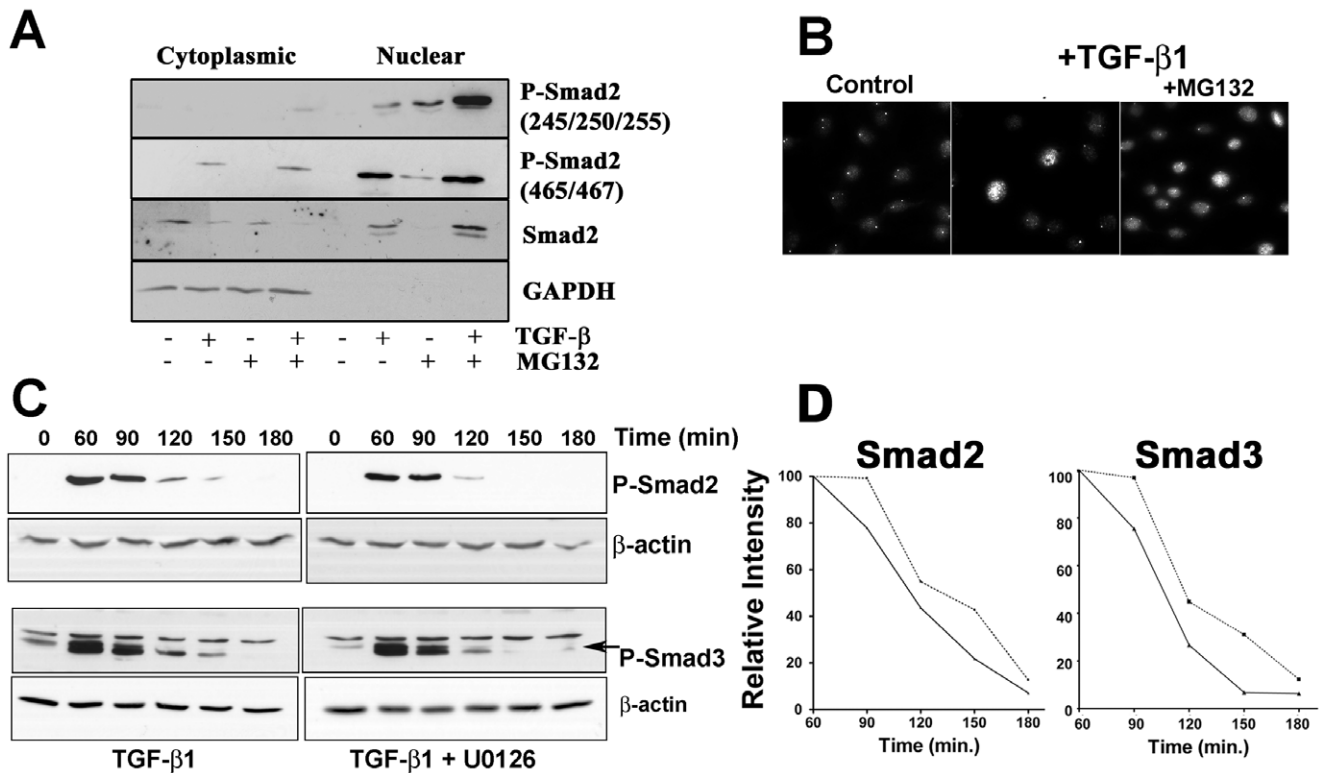 A
Cytoplasmic Nuclear
P-Smad2
(245/250/255)
P-Smad2
(465/467)
Smad2
GAPDH
- + - + - + - + TGF-β
- - + + - - + + MG132
B
+TGF-β1
Control
+MG132
C
0 60 90 120 150 180 0 60 90 120 150 180 Time (min)
P-Smad2
β-actin
P-Smad3
β-actin
TGF-β1 TGF-β1 + U0126
D
Smad2 Smad3
Relative Intensity
100
80
60
40
20
0
60 90 120 150 180
Time (min.)
100
80
60
40
20
0
60 90 120 150 180
Time (min.)